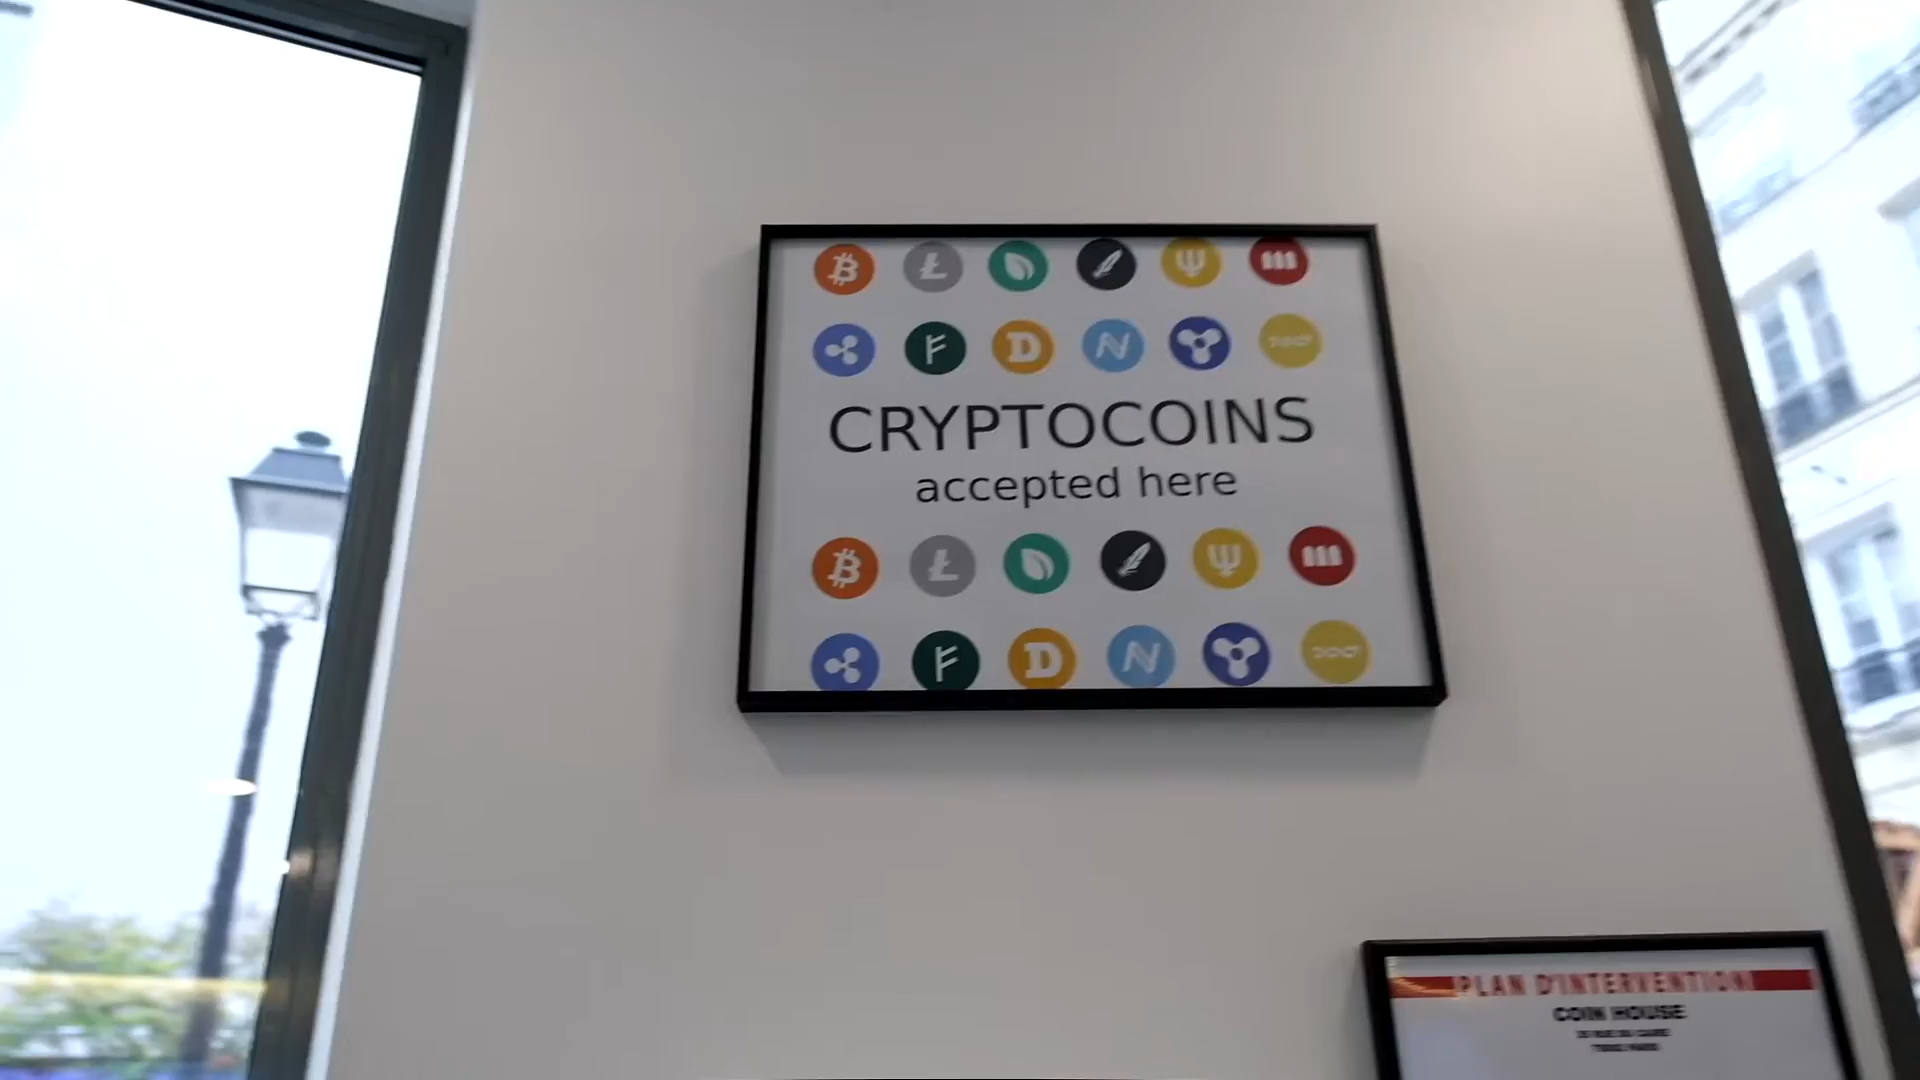 CRYPTOCOINS
accepted here
PLAN D'INTERVENTION
COIN HOUSE